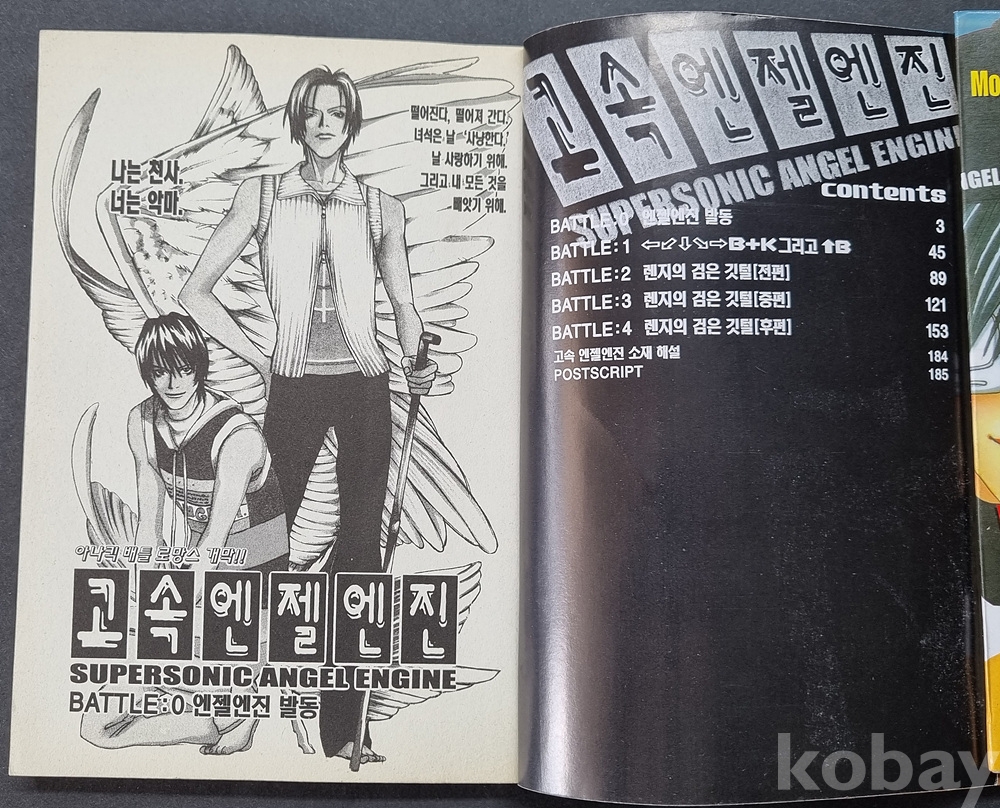 나는 천사.
너는 악마.
떨어진다, 떨어져 간다.
녀석은 날 '사냥한다.'
날 사랑하기 위해.
그리고 내 모든 것을
빼앗기 위해.
아나킥 배틀 로망스 개막!!
고속엔젤엔진
SUPERSONIC ANGEL ENGINE
BATTLE:0 엔젤엔진 발동
고속엔젤엔진
SUPERSONIC ANGEL ENGIN
contents
BATTLE:0 엔젤엔진 발동 3
BATTLE:1 ⇦⬃⇩⬂⇨B+K 그리고 ⬆B 45
BATTLE:2 렌지의 검은 깃털[전편] 89
BATTLE:3 렌지의 검은 깃털[중편] 121
BATTLE:4 렌지의 검은 깃털[후편] 153
고속 엔젤엔진 소재 해설 184
POSTSCRIPT 185
Mo
NGEL
kobay